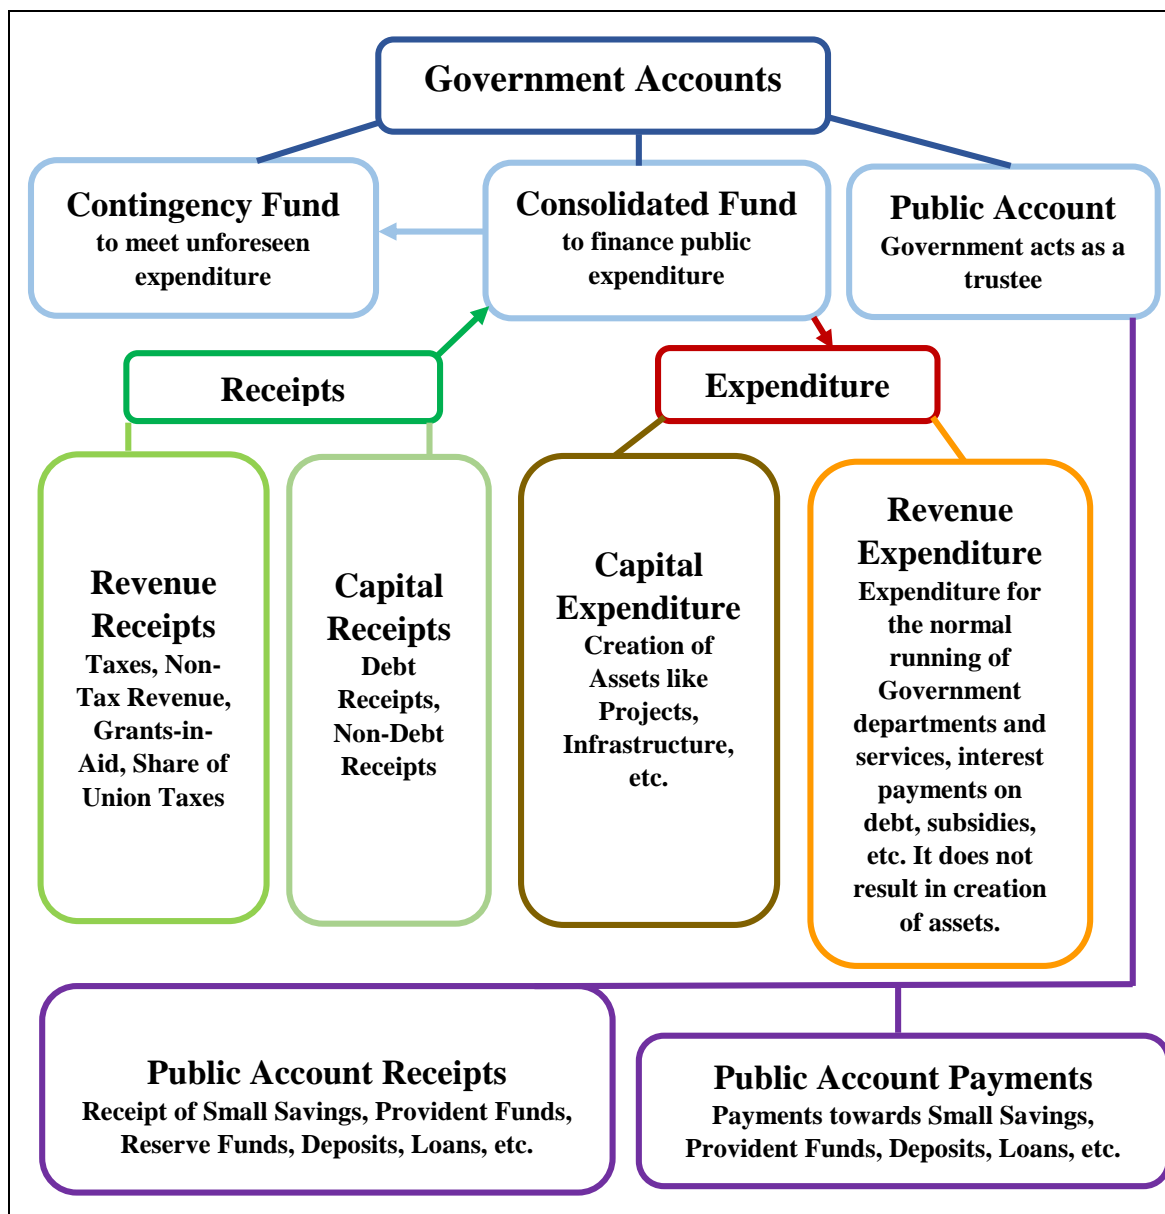 Government Accounts
Contingency Fund
to meet unforeseen
expenditure
Consolidated Fund
to finance public
expenditure
Public Account
Government acts as a
trustee
Receipts
Expenditure
Revenue
Receipts
Taxes, Non-
Tax Revenue,
Grants-in-
Aid, Share of
Union Taxes
Capital
Receipts
Debt
Receipts,
Non-Debt
Receipts
Capital
Expenditure
Creation of
Assets like
Projects,
Infrastructure,
etc.
Revenue
Expenditure
Expenditure for
the normal
running of
Government
departments and
services, interest
payments on
debt, subsidies,
etc. It does not
result in creation
of assets.
Public Account Receipts
Receipt of Small Savings, Provident Funds,
Reserve Funds, Deposits, Loans, etc.
Public Account Payments
Payments towards Small Savings,
Provident Funds, Deposits, Loans, etc.